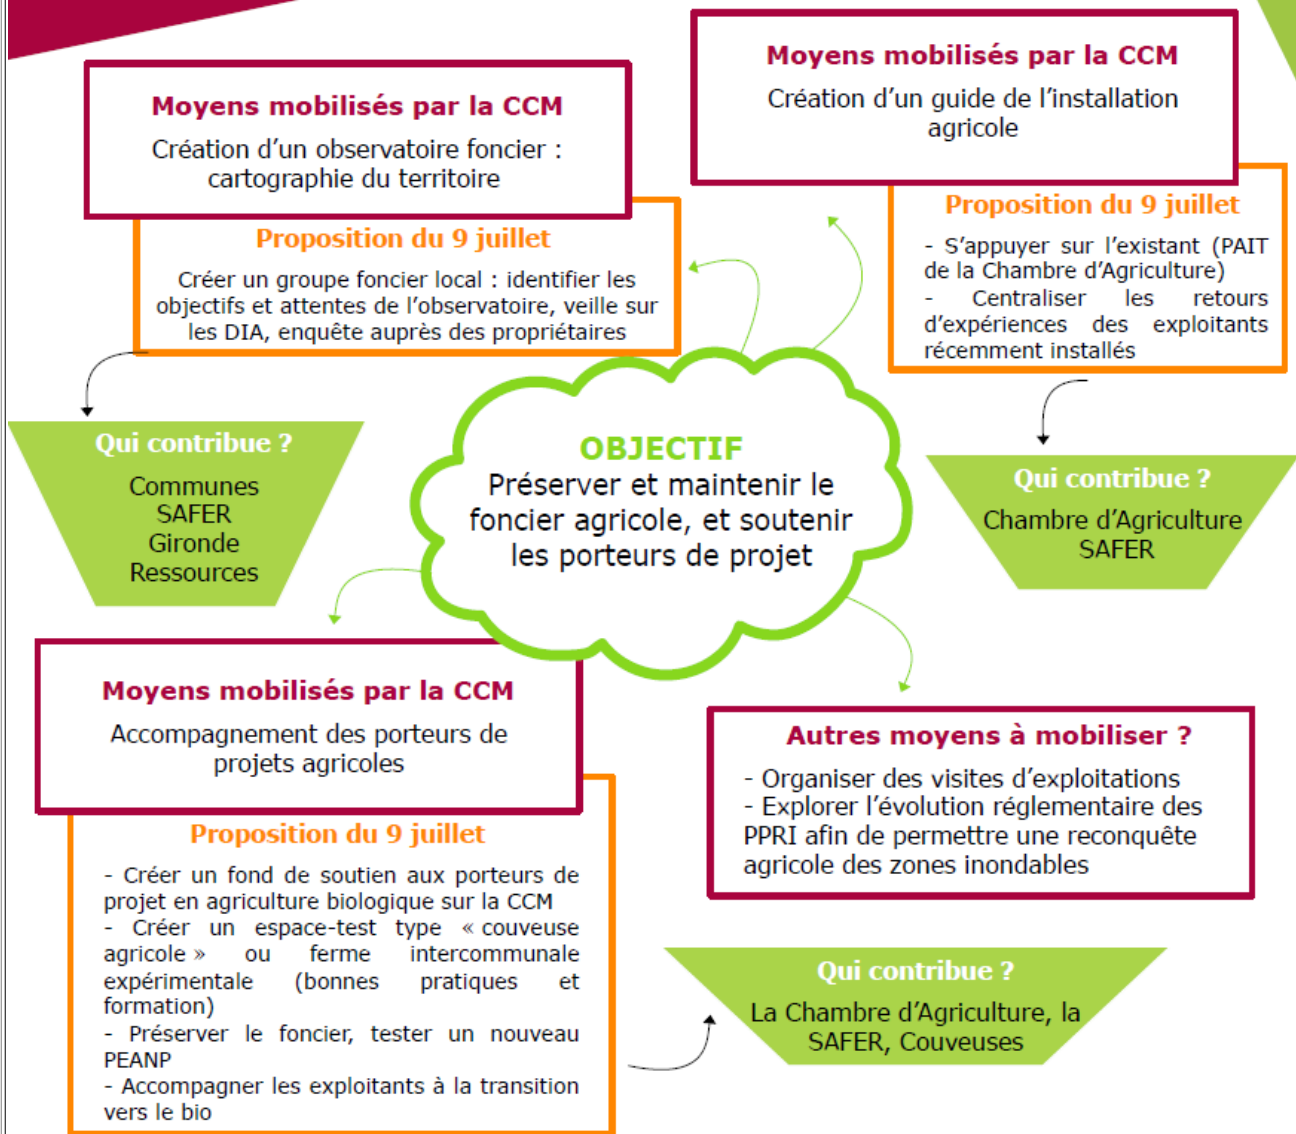 Moyens mobilisés par la CCM
Création d'un observatoire foncier :
cartographie du territoire
Proposition du 9 juillet
Créer un groupe foncier local : identifier les
objectifs et attentes de l'observatoire, veille sur
les DIA, enquête auprès des propriétaires
Qui contribue ?
Communes
SAFER
Gironde
Ressources
Moyens mobilisés par la CCM
Création d'un guide de l'installation
agricole
Proposition du 9 juillet
- S'appuyer sur l'existant (PAIT
de la Chambre d'Agriculture)
- Centraliser les retours
d'expériences des exploitants
récemment installés
Qui contribue ?
Chambre d'Agriculture
SAFER
OBJECTIF
Préserver et maintenir le
foncier agricole, et soutenir
les porteurs de projet
Moyens mobilisés par la CCM
Accompagnement des porteurs de
projets agricoles
Proposition du 9 juillet
- Créer un fond de soutien aux porteurs de
projet en agriculture biologique sur la CCM
- Créer un espace-test type « couveuse
agricole » ou ferme intercommunale
expérimentale (bonnes pratiques et
formation)
- Préserver le foncier, tester un nouveau
PEANP
- Accompagner les exploitants à la transition
vers le bio
Autres moyens à mobiliser ?
- Organiser des visites d'exploitations
- Explorer l'évolution réglementaire des
PPRI afin de permettre une reconquête
agricole des zones inondables
Qui contribue ?
La Chambre d'Agriculture, la
SAFER, Couveuses